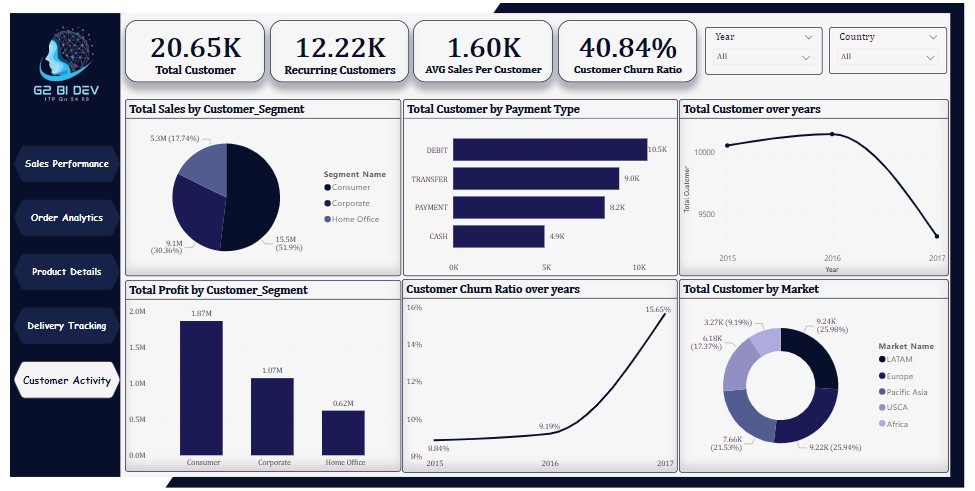 G2 BI DEV
ITP On 24 R3
Sales Performance
Order Analytics
Product Details
Delivery Tracking
Customer Activity
20.65K
Total Customer
12.22K
Recurring Customers
1.60K
AVG Sales Per Customer
40.84%
Customer Churn Ratio
Year
All
Country
All
Total Sales by Customer_Segment
5.3M (17.74%)
9.1M
(30.36%)
15.5M
(51.9%)
Segment Name
Consumer
Corporate
Home Office
Total Customer by Payment Type
DEBIT
10.5K
TRANSFER
9.0K
PAYMENT
8.2K
CASH
4.9K
0K
5K
10K
Total Customer over years
Total Customer
10000
9500
2015
2016
2017
Year
Total Profit by Customer_Segment
2.0M
1.5M
1.0M
0.5M
0.0M
1.87M
1.07M
0.62M
Consumer
Corporate
Home Office
Customer Churn Ratio over years
16%
14%
12%
10%
8%
8.84%
9.19%
15.65%
2015
2016
2017
Total Customer by Market
3.27K (9.19%)
9.24K
(25.98%)
6.18K
(17.37%)
7.66K
(21.53%)
9.22K (25.94%)
Market Name
LATAM
Europe
Pacific Asia
USCA
Africa